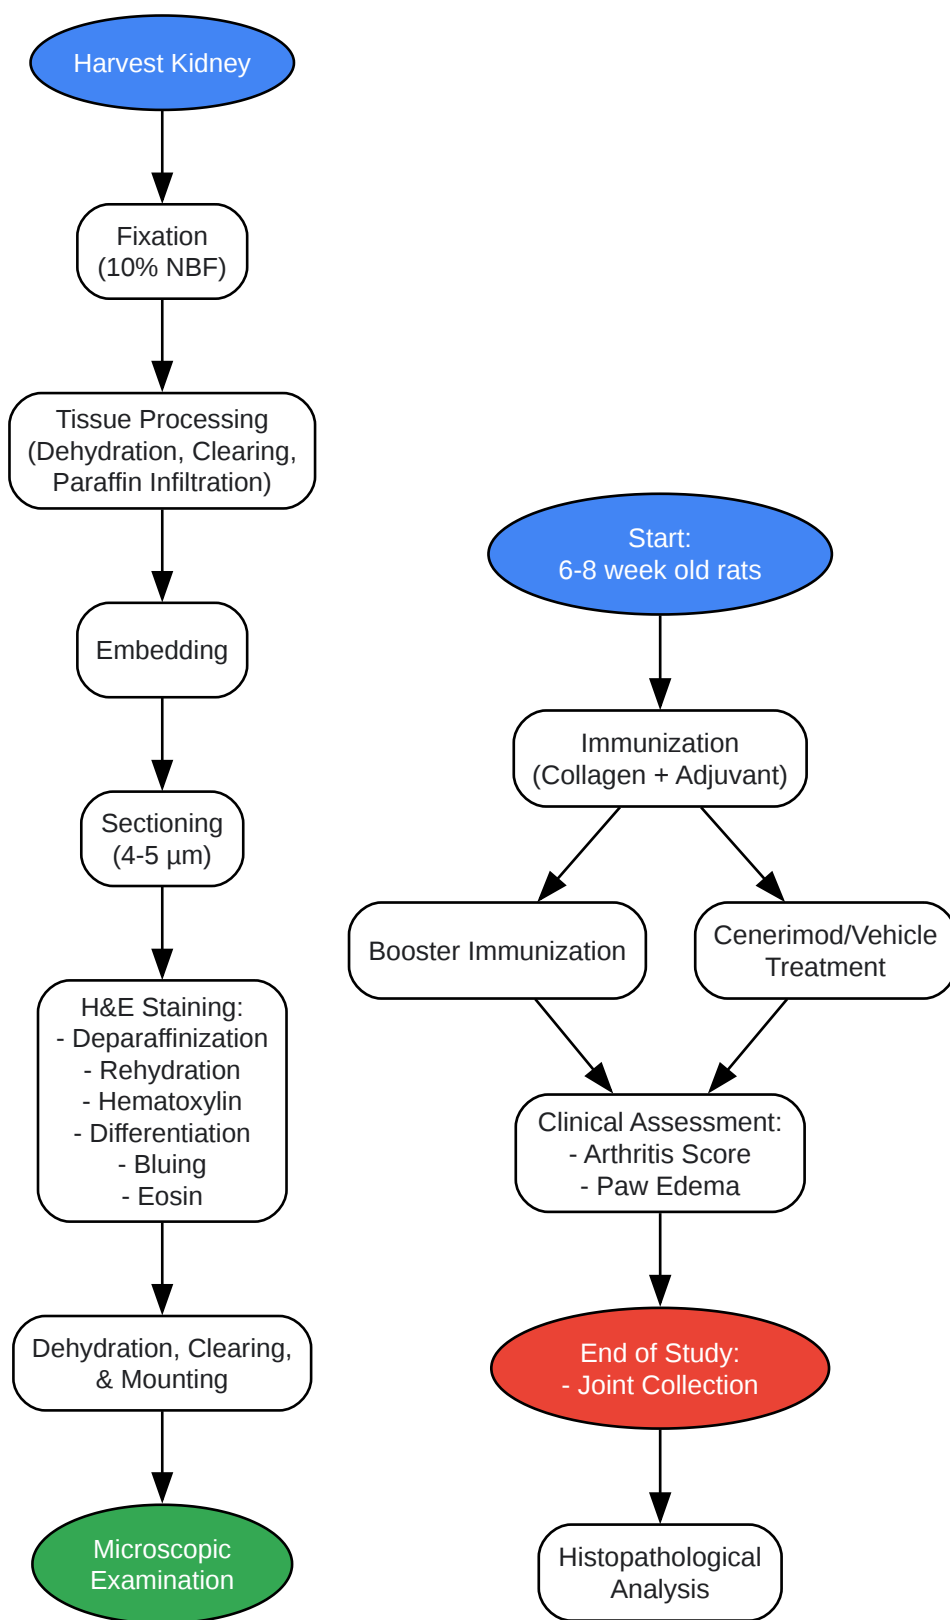 Harvest Kidney
Fixation
(10% NBF)
Tissue Processing
(Dehydration, Clearing,
Paraffin Infiltration)
Embedding
Sectioning
(4-5 µm)
H&E Staining:
- Deparaffinization
- Rehydration
- Hematoxylin
- Differentiation
- Bluing
- Eosin
Dehydration, Clearing,
& Mounting
Microscopic
Examination
Start:
6-8 week old rats
Immunization
(Collagen + Adjuvant)
Booster Immunization
Cenerimod/Vehicle
Treatment
Clinical Assessment:
- Arthritis Score
- Paw Edema
End of Study:
- Joint Collection
Histopathological
Analysis